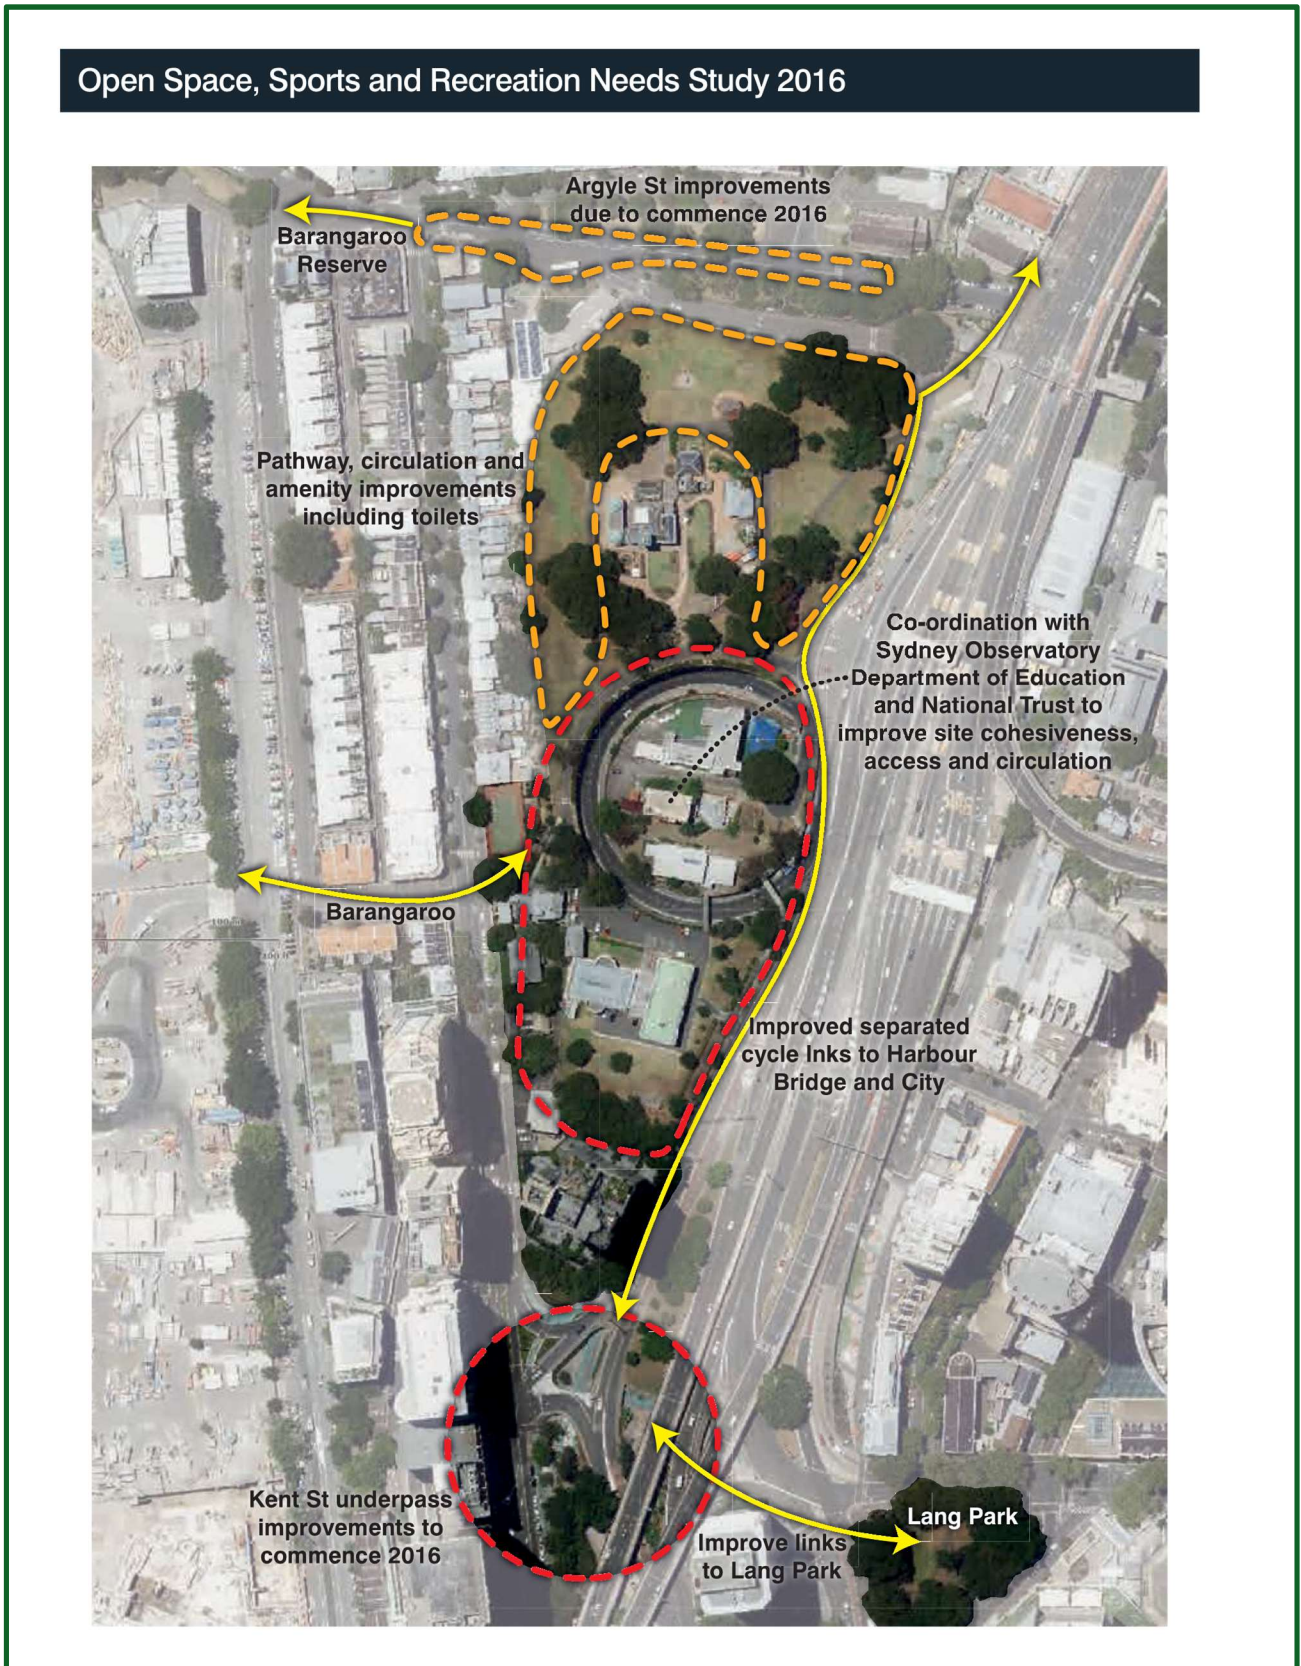 Open Space, Sports and Recreation Needs Study 2016
Argyle St improvements
due to commence 2016
Barangaroo
Reserve
Pathway, circulation and
amenity improvements
including toilets
Co-ordination with
Sydney Observatory
Department of Education
and National Trust to
improve site cohesiveness,
access and circulation
Barangaroo
100 m
Improved separated
cycle lnks to Harbour
Bridge and City
Kent St underpass
improvements to
commence 2016
Lang Park
Improve links
to Lang Park